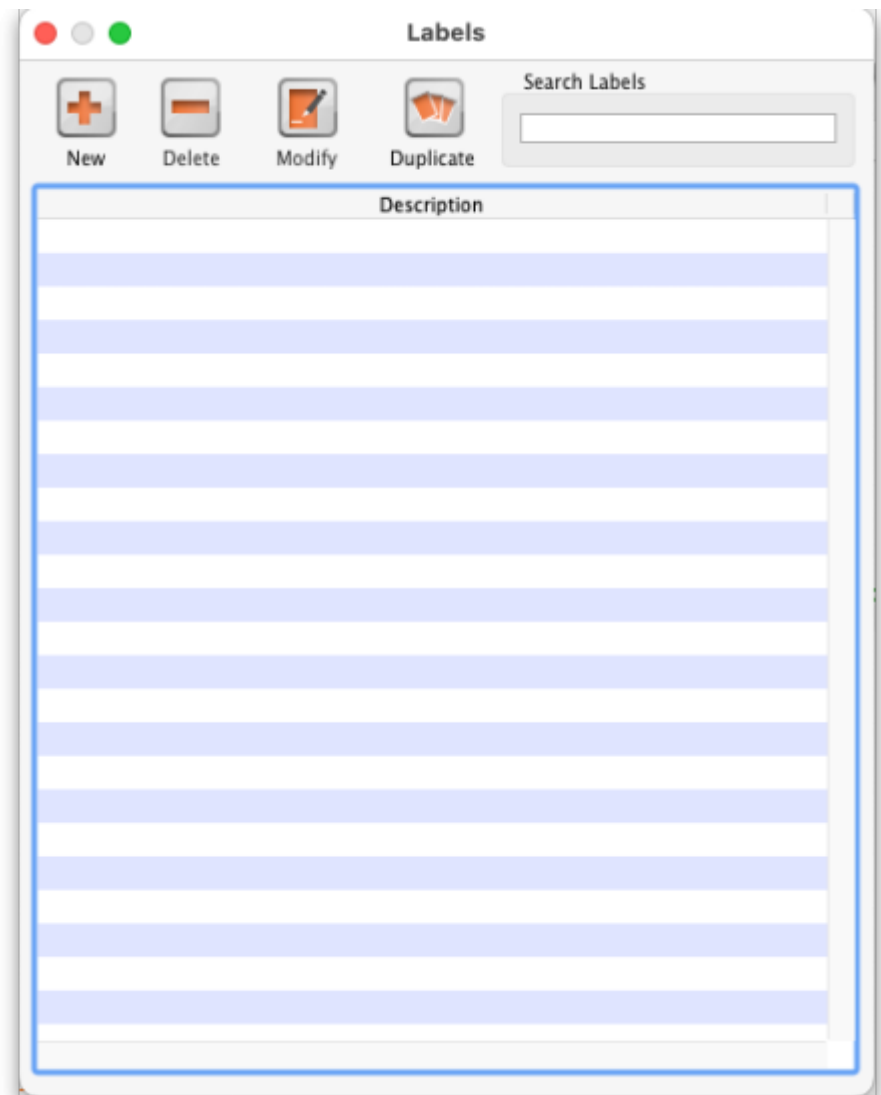 Labels
New
Delete
Modify
Duplicate
Search Labels
Description